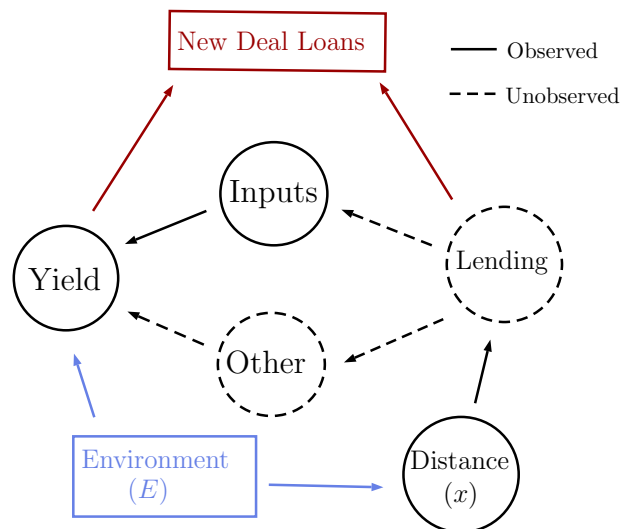 New Deal Loans
Observed
Unobserved
Inputs
Lending
Yield
Other
Environment
(E)
Distance
(x)